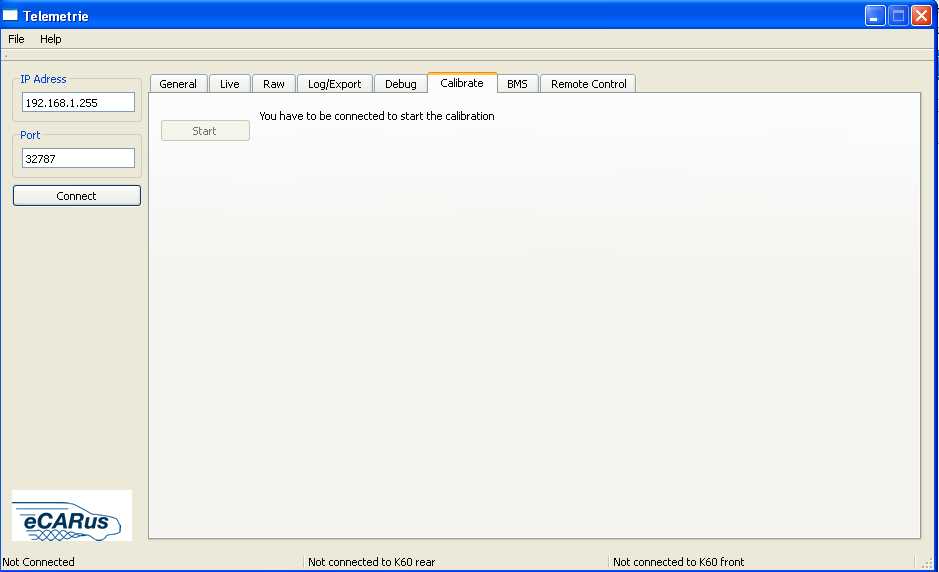 Telemetrie
File Help
IP Adress
192.168.1.255
Port
32787
Connect
General Live Raw Log/Export Debug Calibrate BMS Remote Control
Start
You have to be connected to start the calibration
eCARus
Not Connected Not connected to K60 rear Not connected to K60 front